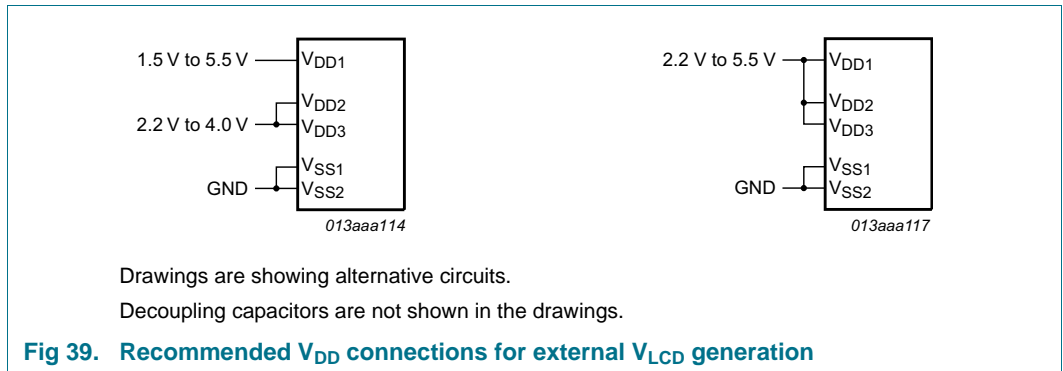 1.5 V to 5.5 V
VDD1
VDD2
2.2 V to 4.0 V
VDD3
VSS1
GND
VSS2
013aaa114
2.2 V to 5.5 V
VDD1
VDD2
VDD3
VSS1
GND
VSS2
013aaa117
Drawings are showing alternative circuits.
Decoupling capacitors are not shown in the drawings.
Fig 39. Recommended VDD connections for external VLCD generation